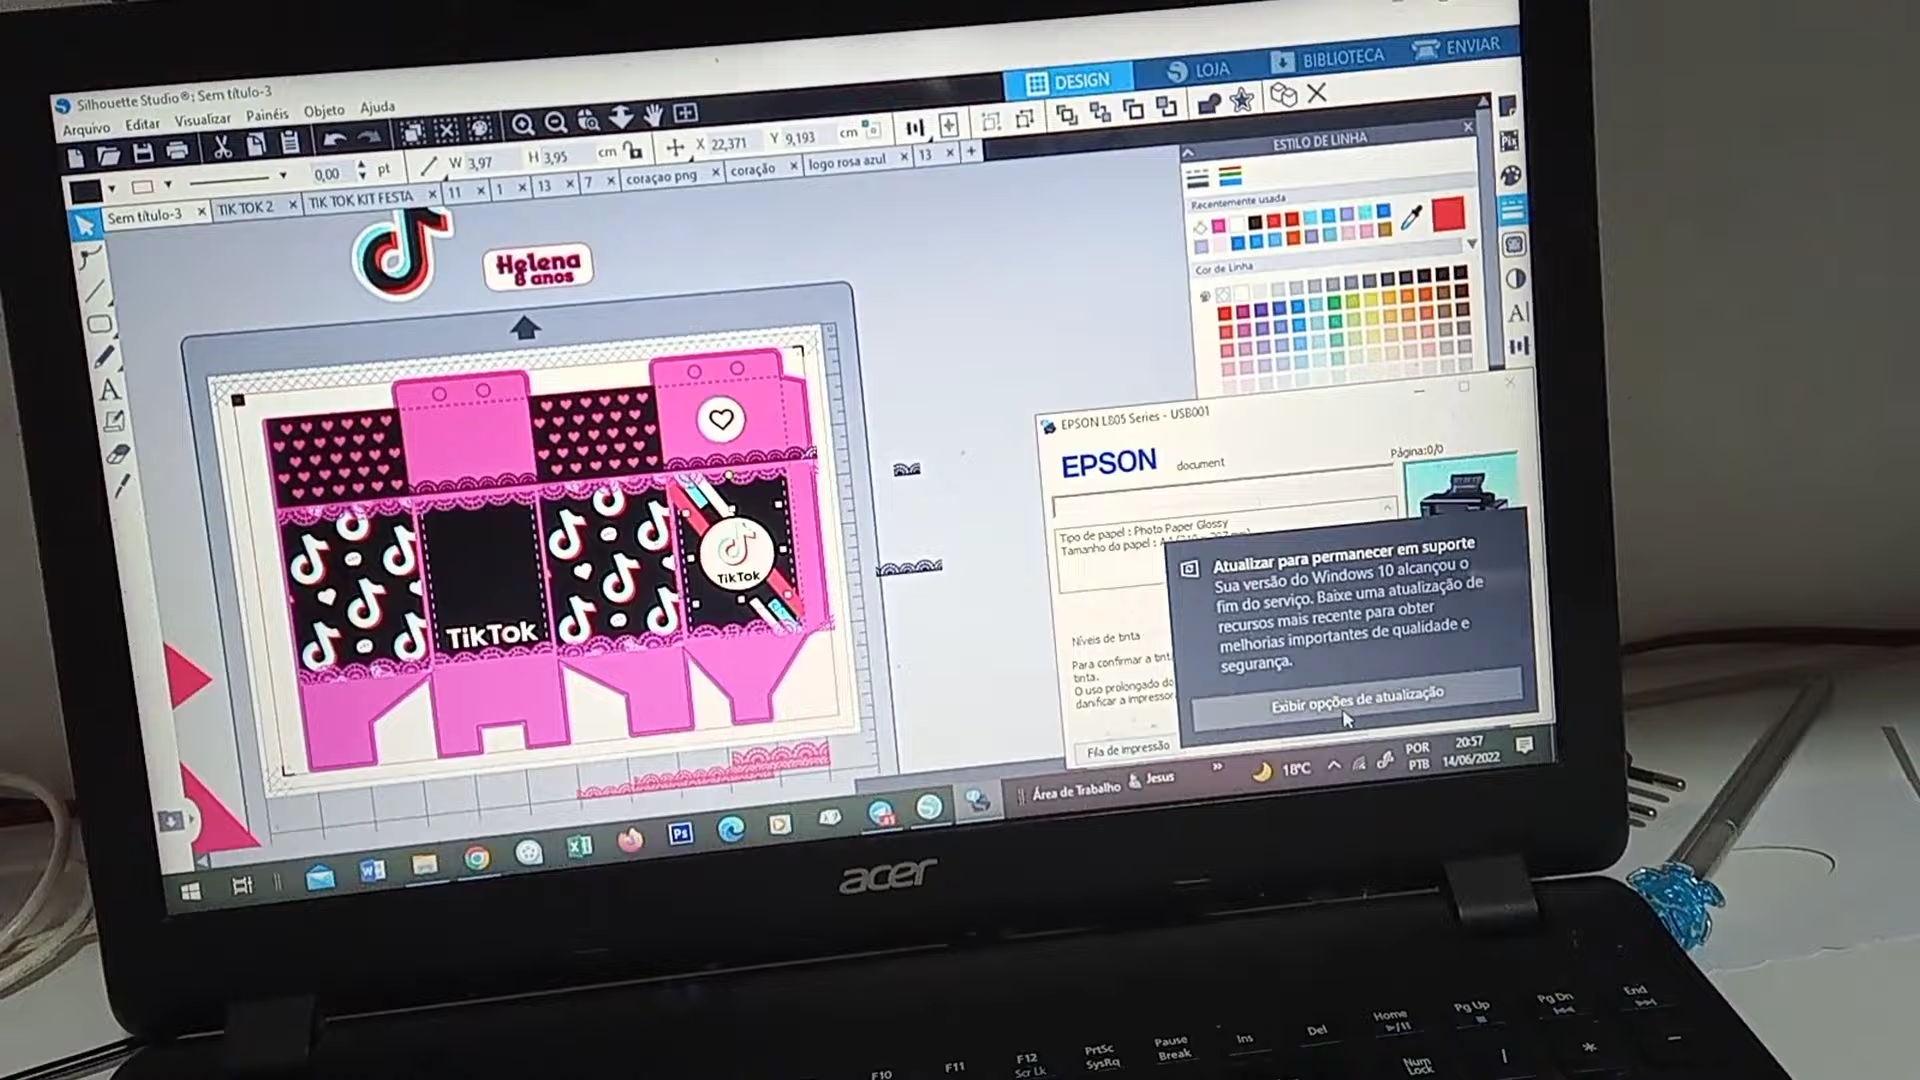 Silhouette Studio®: Sem título-3
DESIGN
LOJA
BIBLIOTECA
ENVIAR
Arquivo Editar Visualizar Painéis Objeto Ajuda
0,00 pt
W 3,97
H 3,95 cm
X 22,371
Y 9,193 cm
Sem título-3
TIK TOK 2
TIK TOK KIT FESTA
11
1
13
7
coraçao png
coração
logo rosa azul
13
ESTILO DE LINHA
Recentemente usada
Cor de Linha
Pix
A
A
Helena
8 anos
TikTok
TikTok
EPSON L805 Series - USB001
EPSON
document
Página:0/0
Tipo de papel : Photo Paper Glossy
Tamanho do papel :
Níveis de tinta
Para confirmar a
tinta.
O uso prolongado do
danificar a impressor
Fila de impressão
Atualizar para permanecer em suporte
Sua versão do Windows 10 alcançou o
fim do serviço. Baixe uma atualização de
recursos mais recente para obter
melhorias importantes de qualidade e
segurança.
Exibir opções de atualização
Área de Trabalho
Jesus
18°C
POR
PTB
20:57
14/06/2022
Ps
acer
F10
F11
F12
Scr Lk
PrtSc
SysRq
Pause
Break
Ins
Del
Home
Pg Up
Pg Dn
End
Num
Lock
/
*
-